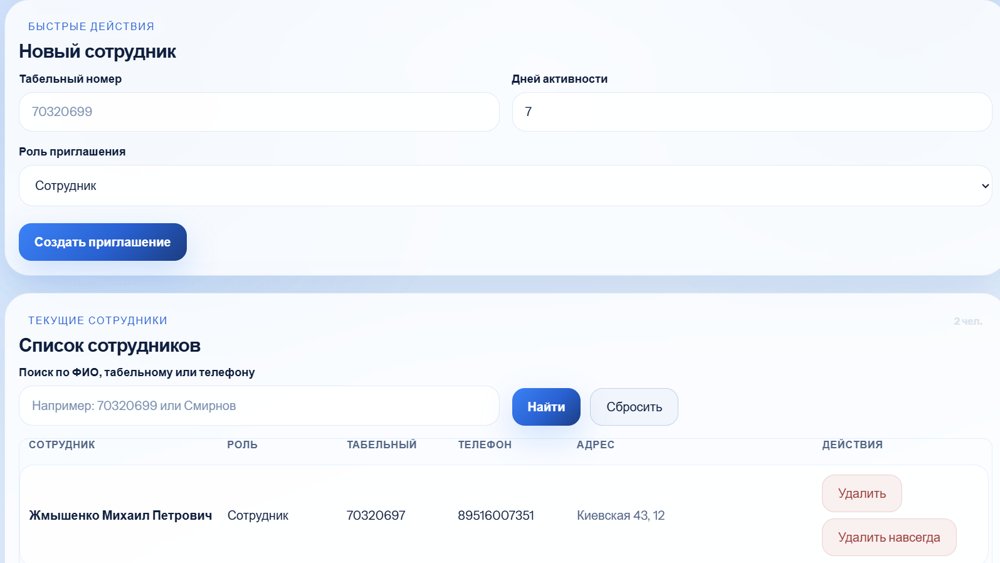 БЫСТРЫЕ ДЕЙСТВИЯ
Новый сотрудник
Табельный номер
Дней активности
70320699
7
Роль приглашения
Сотрудник
Создать приглашение
ТЕКУЩИЕ СОТРУДНИКИ
2 чел.
Список сотрудников
Поиск по ФИО, табельному или телефону
Например: 70320699 или Смирнов
Найти
Сбросить
СОТРУДНИК РОЛЬ ТАБЕЛЬНЫЙ ТЕЛЕФОН АДРЕС ДЕЙСТВИЯ
Жмышенко Михаил Петрович Сотрудник 70320697 89516007351 Киевская 43, 12
Удалить
Удалить навсегда